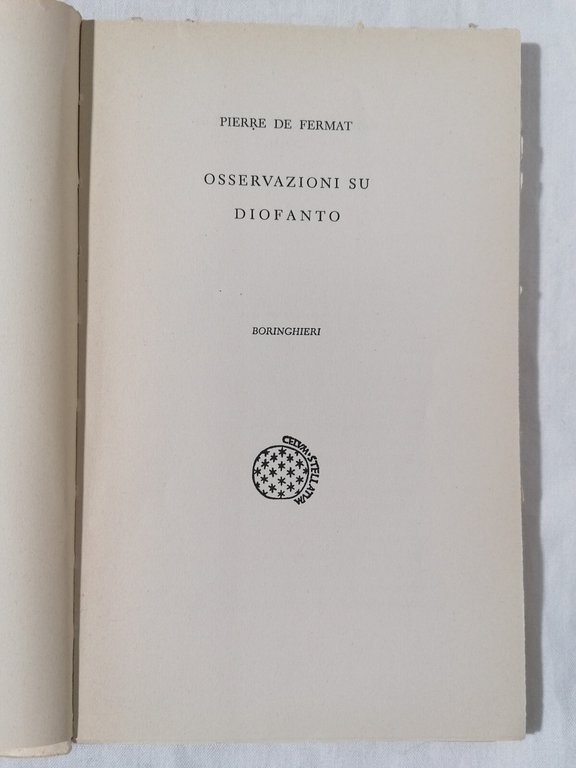 PIERRE DE FERMAT
OSSERVAZIONI SU
DIOFANTO
BORINGHIERI
CELVM·STELLATVM